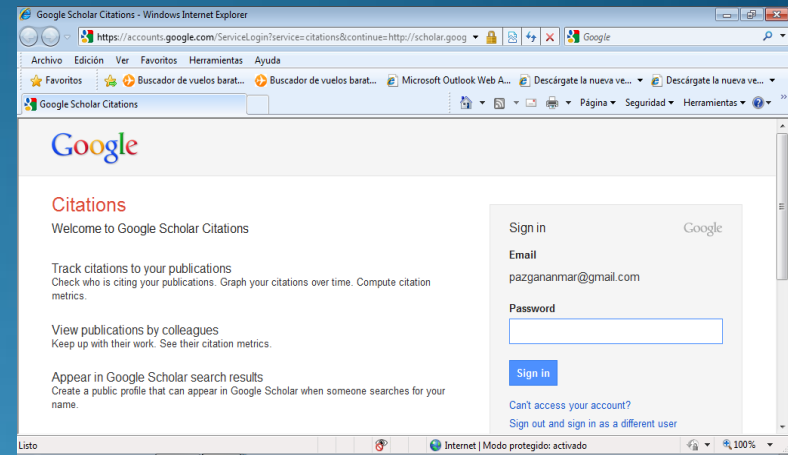 Google Scholar Citations - Windows Internet Explorer
https://accounts.google.com/ServiceLogin?service=citations&continue=http://scholar.goog
Google
Archivo Edición Ver Favoritos Herramientas Ayuda
Favoritos Buscador de vuelos barat... Buscador de vuelos barat... Microsoft Outlook Web A... Descárgate la nueva ve... Descárgate la nueva ve...
Google Scholar Citations Página Seguridad Herramientas
Google
Citations
Welcome to Google Scholar Citations
Track citations to your publications
Check who is citing your publications. Graph your citations over time. Compute citation
metrics.
View publications by colleagues
Keep up with their work. See their citation metrics.
Appear in Google Scholar search results
Create a public profile that can appear in Google Scholar when someone searches for your
name.
Sign in Google
Email
pazgananmar@gmail.com
Password
Sign in
Can't access your account?
Sign out and sign in as a different user
Listo Internet | Modo protegido: activado 100%